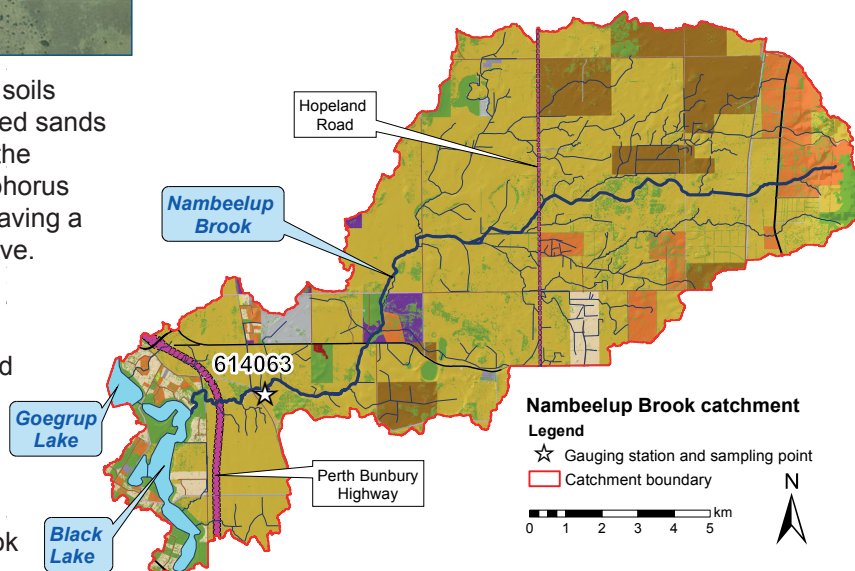 soils
ed sands
the
phorus
aving a
ve.
d
ok
Hopeland
Road
Nambeelup
Brook
614063
Goegrup
Lake
Perth Bunbury
Highway
Black
Lake
Nambeelup Brook catchment
Legend
Gauging station and sampling point
Catchment boundary
N
km
0 1 2 3 4 5